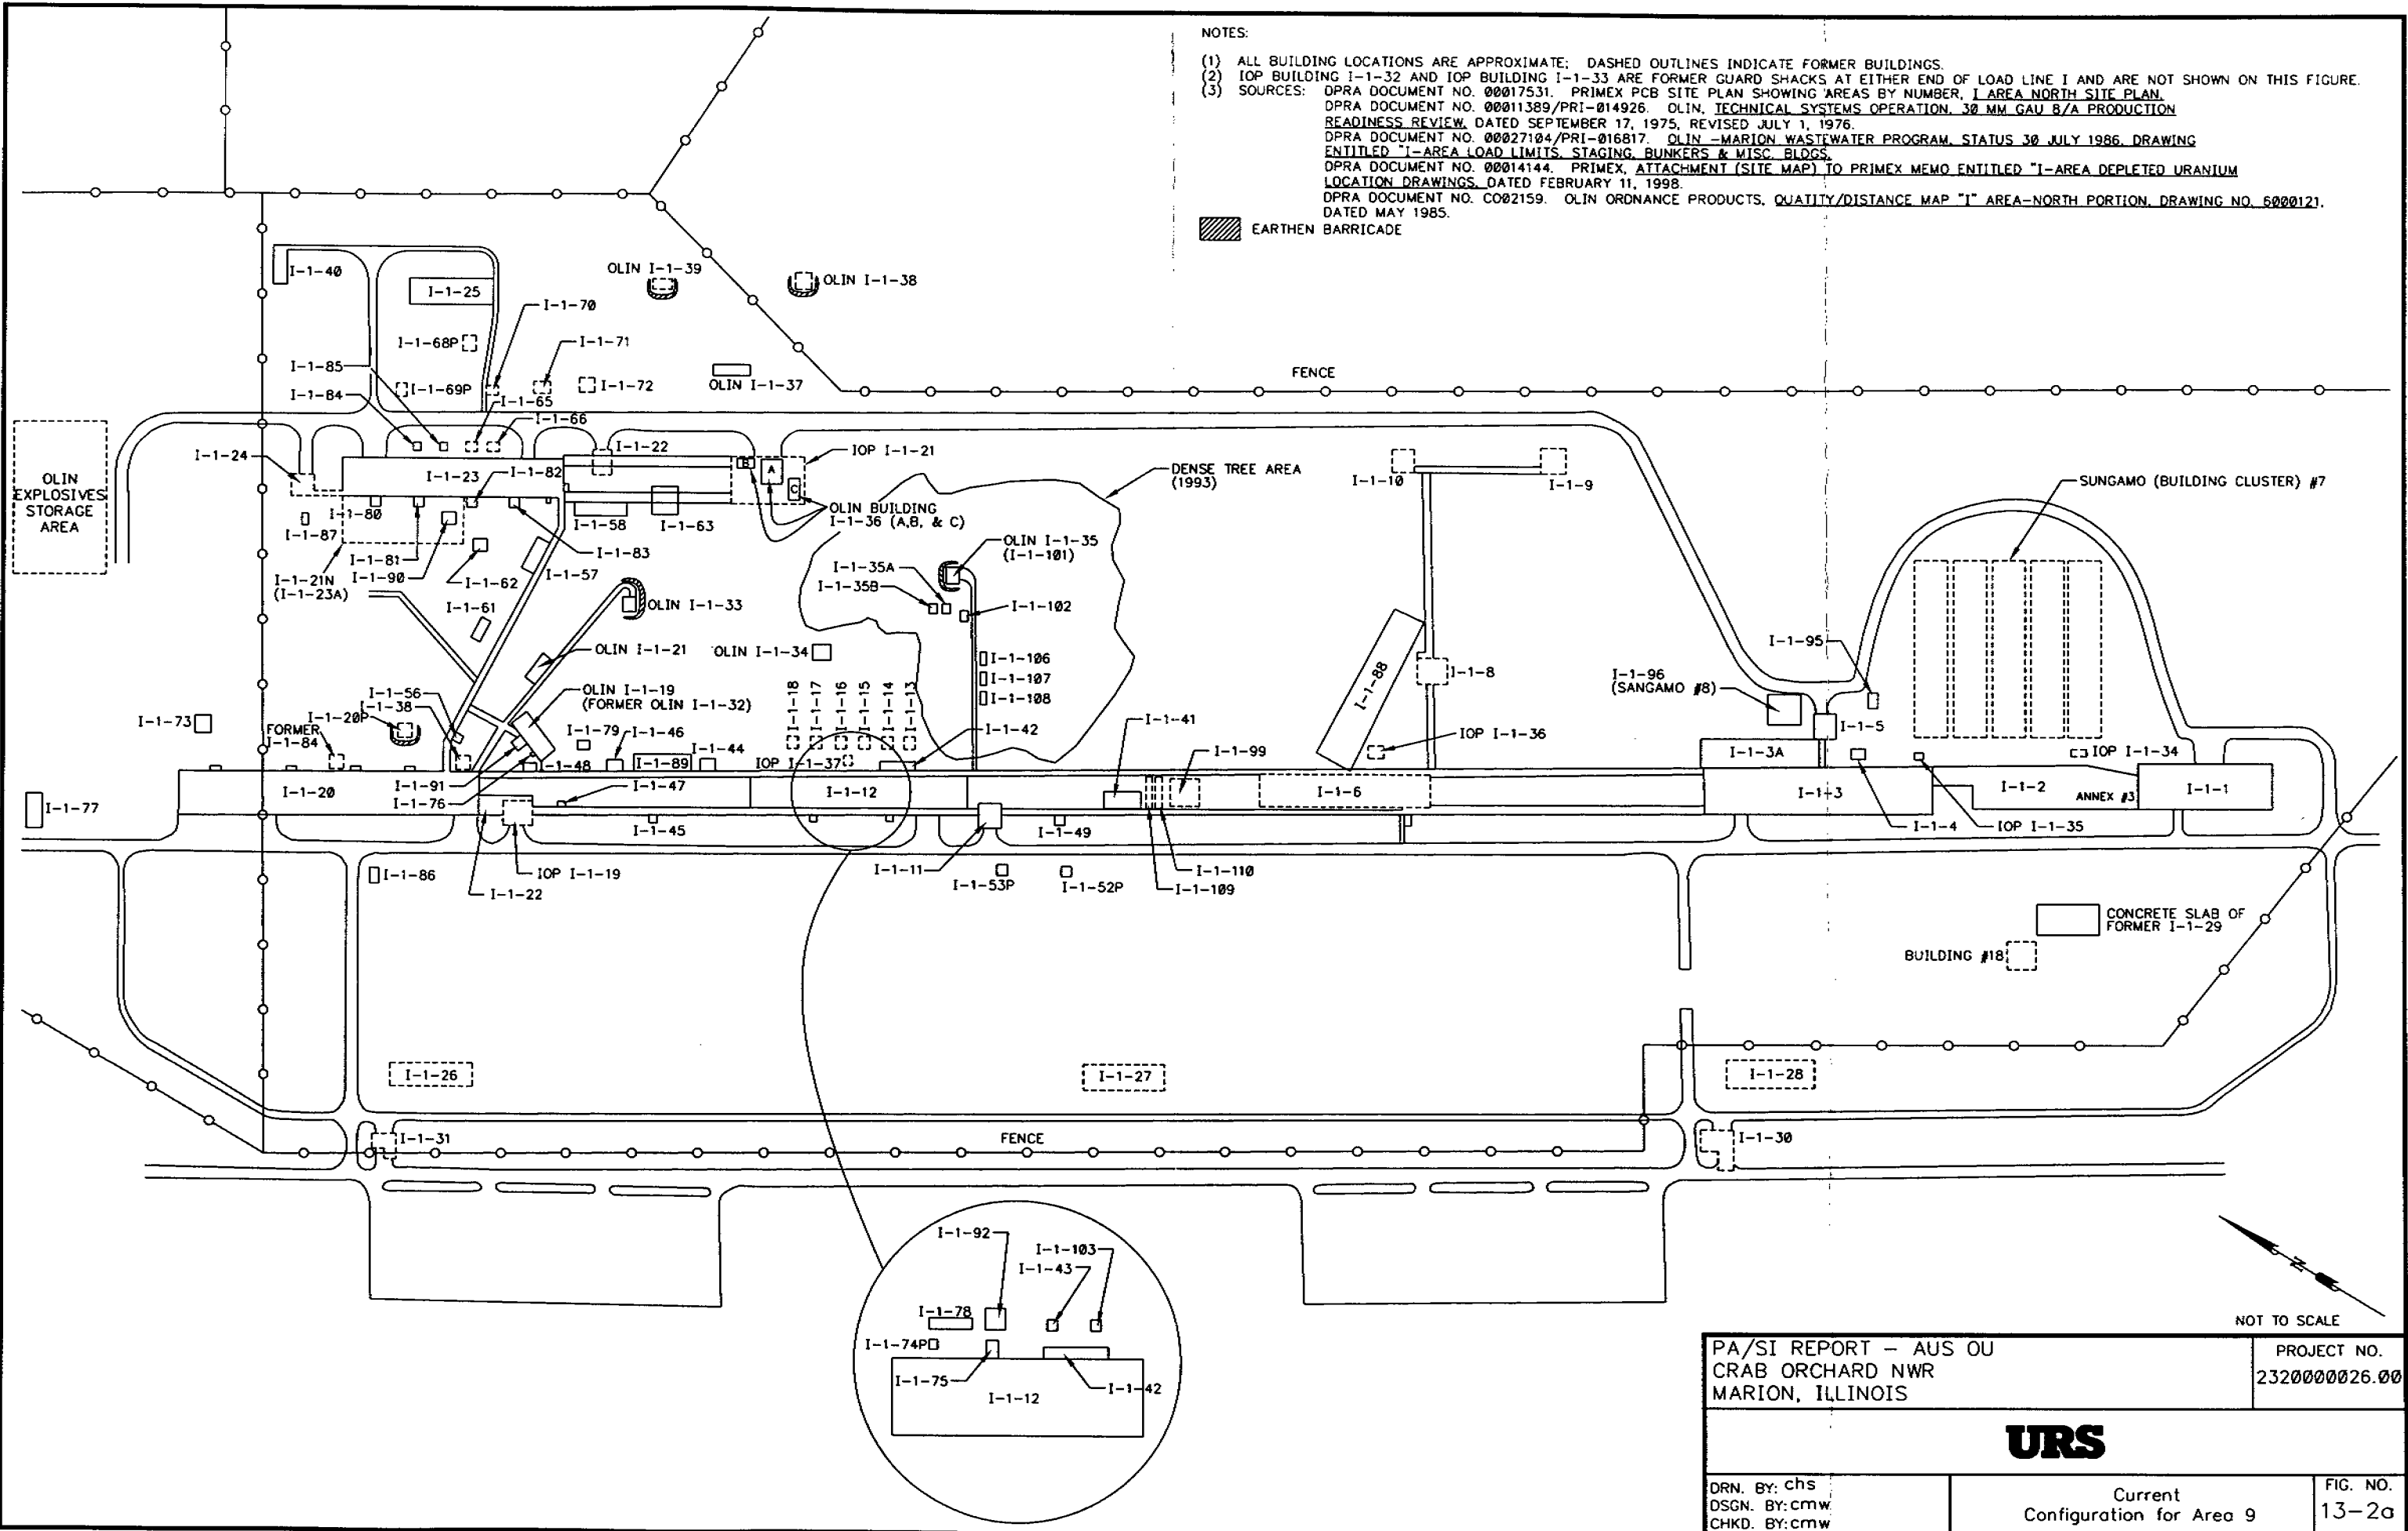 NOTES:
(1) ALL BUILDING LOCATIONS ARE APPROXIMATE; DASHED OUTLINES INDICATE FORMER BUILDINGS.
(2) IOP BUILDING I-1-32 AND IOP BUILDING I-1-33 ARE FORMER GUARD SHACKS AT EITHER END OF LOAD LINE I AND ARE NOT SHOWN ON THIS FIGURE.
(3) SOURCES: DPRA DOCUMENT NO. 00017531. PRIMEX PCB SITE PLAN SHOWING AREAS BY NUMBER, I AREA NORTH SITE PLAN.
DPRA DOCUMENT NO. 00011389/PRI-014926. OLIN, TECHNICAL SYSTEMS OPERATION, 30 MM GAU 8/A PRODUCTION
READINESS REVIEW, DATED SEPTEMBER 17, 1975, REVISED JULY 1, 1976.
DPRA DOCUMENT NO. 00027104/PRI-016817. OLIN -MARION WASTEWATER PROGRAM, STATUS 30 JULY 1986, DRAWING
ENTITLED "I-AREA LOAD LIMITS, STAGING, BUNKERS & MISC. BLDGS.
DPRA DOCUMENT NO. 00014144. PRIMEX, ATTACHMENT (SITE MAP) TO PRIMEX MEMO ENTITLED "I-AREA DEPLETED URANIUM
LOCATION DRAWINGS, DATED FEBRUARY 11, 1998.
DPRA DOCUMENT NO. CO02159. OLIN ORDNANCE PRODUCTS, QUATITY/DISTANCE MAP "I" AREA-NORTH PORTION, DRAWING NO. 6000121,
DATED MAY 1985.
EARTHEN BARRICADE
I-1-40
I-1-25
OLIN I-1-39
OLIN I-1-38
I-1-70
I-1-68P
I-1-71
I-1-85
I-1-69P
I-1-72
OLIN I-1-37
FENCE
I-1-84
I-1-65
I-1-66
I-1-22
IOP I-1-21
I-1-24
I-1-23
I-1-82
B
A
C
DENSE TREE AREA
(1993)
I-1-10
I-1-9
SUNGAMO (BUILDING CLUSTER) #7
OLIN
EXPLOSIVES
STORAGE
AREA
I-1-80
I-1-87
I-1-58
I-1-63
OLIN BUILDING
I-1-36 (A,B, & C)
I-1-81
I-1-90
I-1-62
I-1-57
I-1-83
I-1-21N
(I-1-23A)
OLIN I-1-35
(I-1-101)
I-1-35A
I-1-35B
I-1-102
I-1-61
OLIN I-1-33
OLIN I-1-21
OLIN I-1-34
I-1-106
I-1-107
I-1-108
I-1-88
I-1-8
I-1-95
I-1-96
(SANGAMO #8)
I-1-56
I-1-38
I-1-20P
OLIN I-1-19
(FORMER OLIN I-1-32)
I-1-18
I-1-17
I-1-16
I-1-15
I-1-14
I-1-13
I-1-73
FORMER
I-1-84
I-1-79
I-1-46
I-1-44
I-1-42
I-1-41
I-1-99
IOP I-1-36
I-1-5
I-1-3A
IOP I-1-34
I-1-48
I-1-89
IOP I-1-37
I-1-91
I-1-76
I-1-77
I-1-20
I-1-47
I-1-12
I-1-6
I-1-3
I-1-2
ANNEX #3
I-1-1
I-1-45
I-1-49
I-1-4
IOP I-1-35
I-1-86
I-1-22
IOP I-1-19
I-1-11
I-1-53P
I-1-52P
I-1-110
I-1-109
CONCRETE SLAB OF
FORMER I-1-29
BUILDING #18
I-1-26
I-1-27
I-1-28
I-1-31
FENCE
I-1-30
I-1-92
I-1-103
I-1-43
I-1-78
I-1-74P
I-1-75
I-1-42
I-1-12
N
NOT TO SCALE
PA/SI REPORT - AUS OU
CRAB ORCHARD NWR
MARION, ILLINOIS
PROJECT NO.
2320000026.00
URS
DRN. BY: chs
DSGN. BY: cmw
CHKD. BY: cmw
Current
Configuration for Area 9
FIG. NO.
13-2a